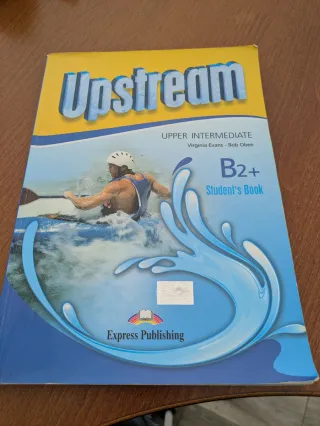 Upstream
UPPER INTERMEDIATE
Virginia Evans - Bob Obee
B2+
Student's Book
Express Publishing